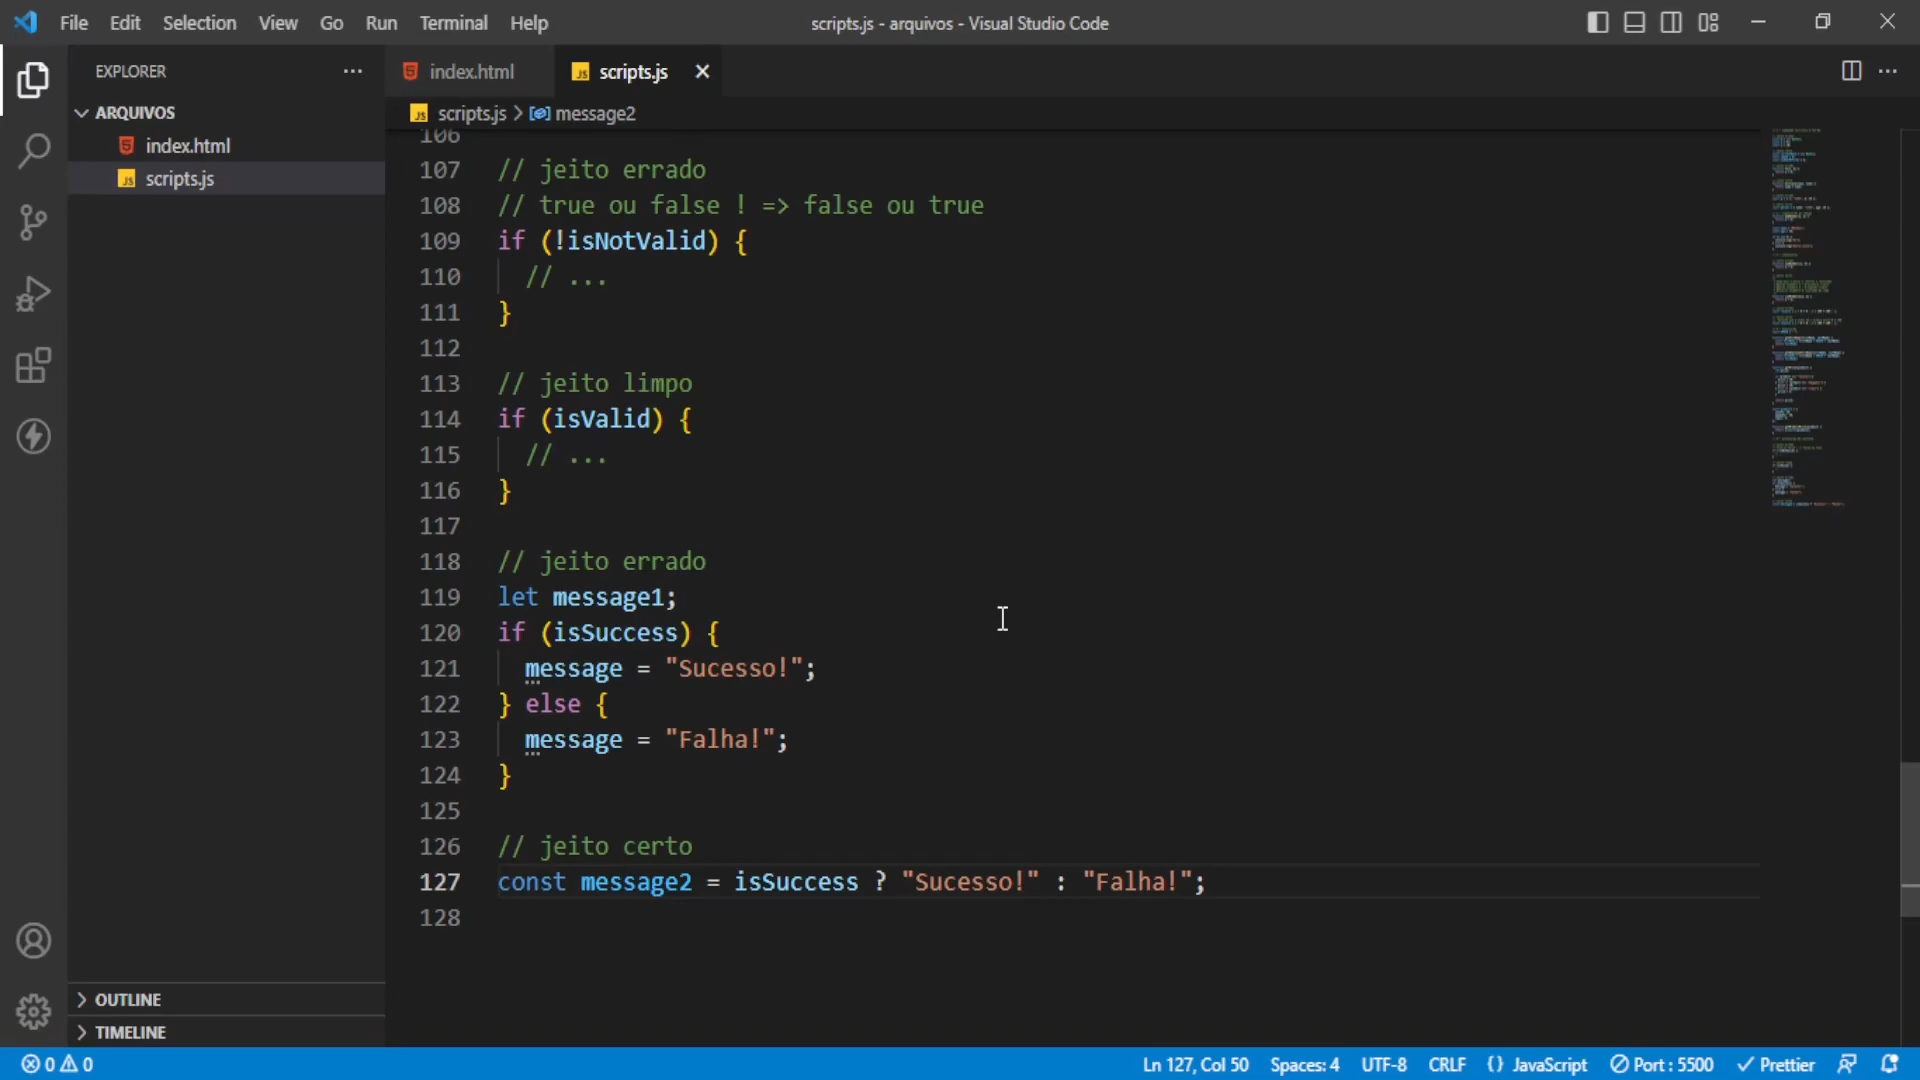 File Edit Selection View Go Run Terminal Help
scripts.js - arquivos - Visual Studio Code
EXPLORER
ARQUIVOS
index.html
scripts.js
index.html
scripts.js
scripts.js > message2
106
107 // jeito errado
108 // true ou false ! => false ou true
109 if (!isNotValid) {
110 // ...
111 }
112
113 // jeito limpo
114 if (isValid) {
115 // ...
116 }
117
118 // jeito errado
119 let message1;
120 if (isSuccess) {
121 message = "Sucesso!";
122 } else {
123 message = "Falha!";
124 }
125
126 // jeito certo
127 const message2 = isSuccess ? "Sucesso!" : "Falha!";
128
OUTLINE
TIMELINE
0 0
Ln 127, Col 50 Spaces: 4 UTF-8 CRLF {} JavaScript Port : 5500 Prettier